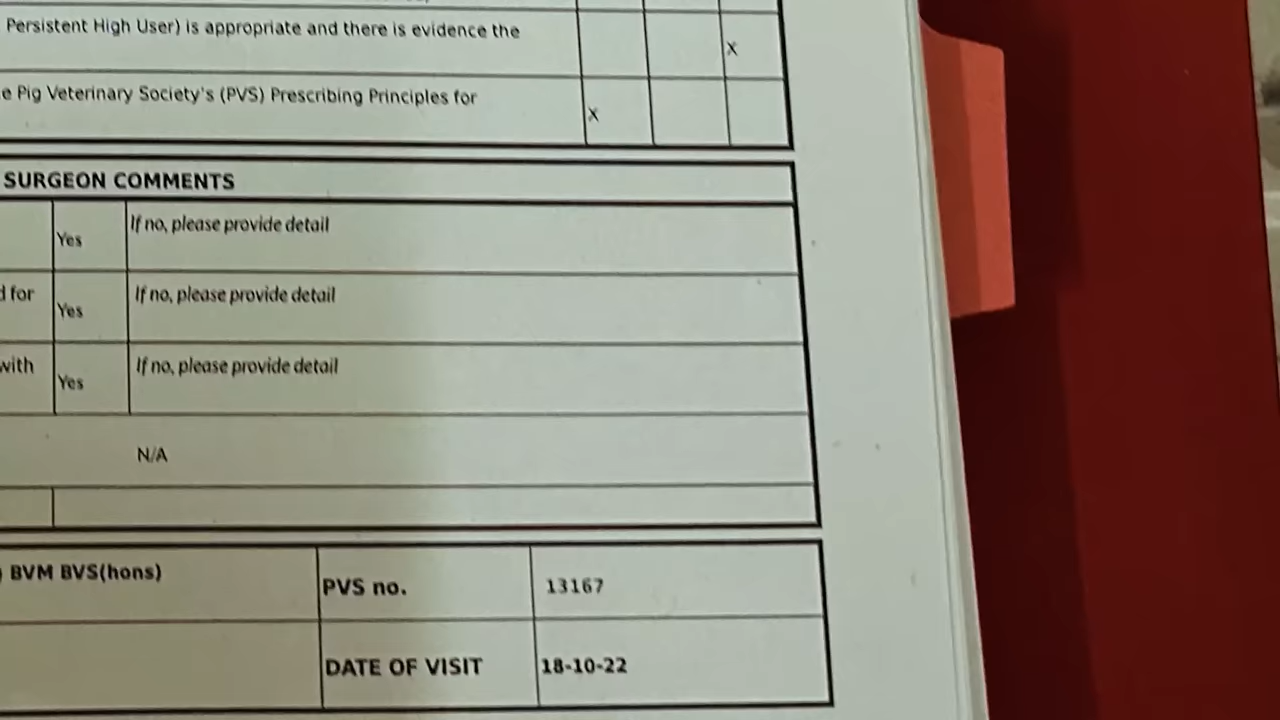 Persistent High User) is appropriate and there is evidence the
X
Pig Veterinary Society's (PVS) Prescribing Principles for
X
SURGEON COMMENTS
Yes If no, please provide detail
for Yes If no, please provide detail
with Yes If no, please provide detail
N/A
BVM BVS(hons) PVS no. 13167
DATE OF VISIT 18-10-22